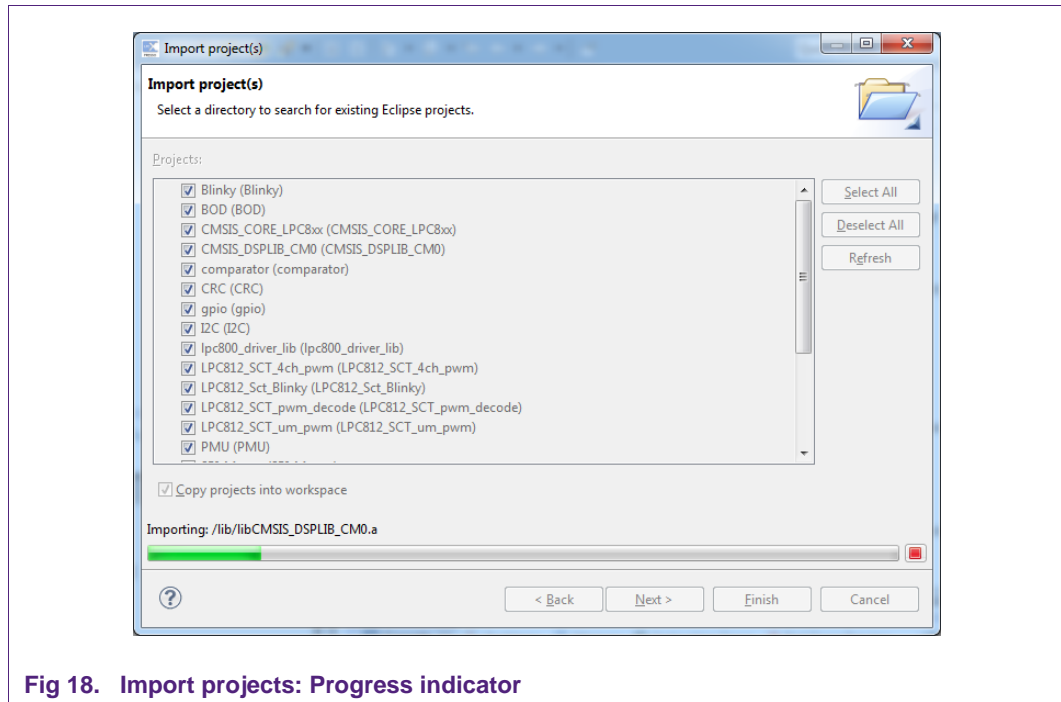 Import project(s)
Import project(s)
Select a directory to search for existing Eclipse projects.
Projects:
Blinky (Blinky)
BOD (BOD)
CMSIS_CORE_LPC8xx (CMSIS_CORE_LPC8xx)
CMSIS_DSPLIB_CM0 (CMSIS_DSPLIB_CM0)
comparator (comparator)
CRC (CRC)
gpio (gpio)
I2C (I2C)
lpc800_driver_lib (lpc800_driver_lib)
LPC812_SCT_4ch_pwm (LPC812_SCT_4ch_pwm)
LPC812_Sct_Blinky (LPC812_Sct_Blinky)
LPC812_SCT_pwm_decode (LPC812_SCT_pwm_decode)
LPC812_SCT_um_pwm (LPC812_SCT_um_pwm)
PMU (PMU)
Select All
Deselect All
Refresh
Copy projects into workspace
Importing: /lib/libCMSIS_DSPLIB_CM0.a
? < Back Next > Finish Cancel
Fig 18. Import projects: Progress indicator